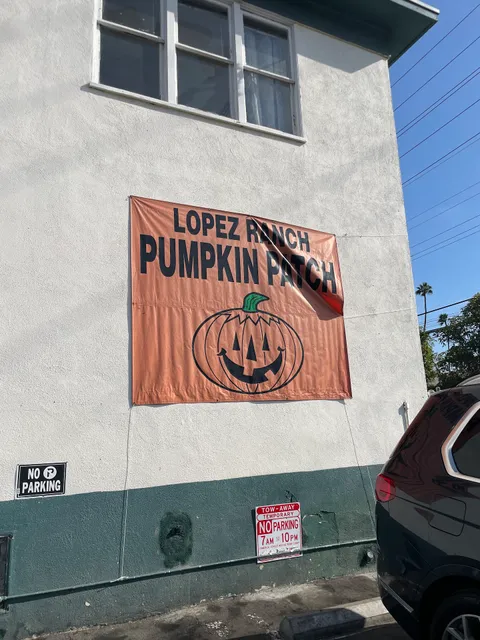 LOPEZ RANCH
PUMPKIN PATCH
NO P
PARKING
TOW-AWAY
TEMPORARY
NO PARKING
7AM TO 10PM